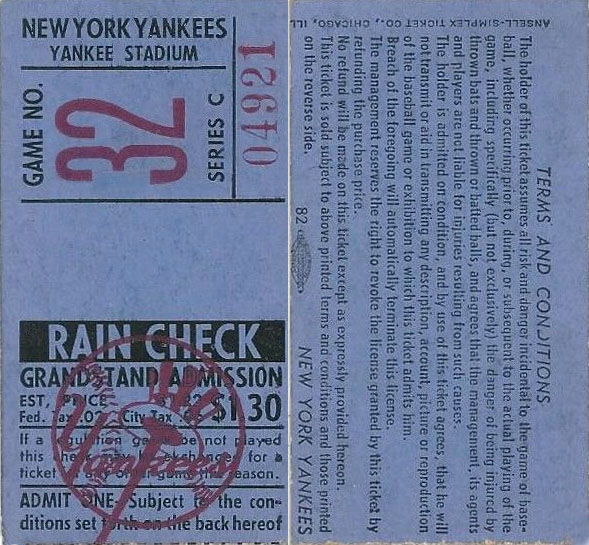 NEW YORK YANKEES
YANKEE STADIUM
GAME NO.
32
SERIES C
04921
RAIN CHECK
GRANDSTAND ADMISSION
EST. PRICE
Fed. Tax .02 City Tax $1.30
If a regulation game be not played
this check may be exchanged for a
ticket game this season.
ADMIT ONE—Subject to the con-
ditions set forth on the back hereof
Yankees
TERMS AND CONDITIONS
The holder of this ticket assumes all risk and danger incidental to the game of base-
ball, whether occurring prior to, during, or subsequent to the actual playing of the
game, including specifically (but not exclusively) the danger of being injured by
thrown bats and thrown or batted balls, and agrees that the management, its agents
and players are not liable for injuries resulting from such causes.
The holder is admitted on condition, and by use of this ticket agrees, that he will
not transmit or aid in transmitting any description, account, picture or reproduction
of the baseball game or exhibition to which this ticket admits him.
Breach of the foregoing will automatically terminate this license.
The management reserves the right to revoke the license granted by this ticket by
refunding the purchase price.
No refund will be made on this ticket except as expressly provided hereon.
This ticket is sold subject to above printed terms and conditions and those printed
on the reverse side.
82
NEW YORK YANKEES
ANSELL-SIMPLEX TICKET CO., CHICAGO, ILL